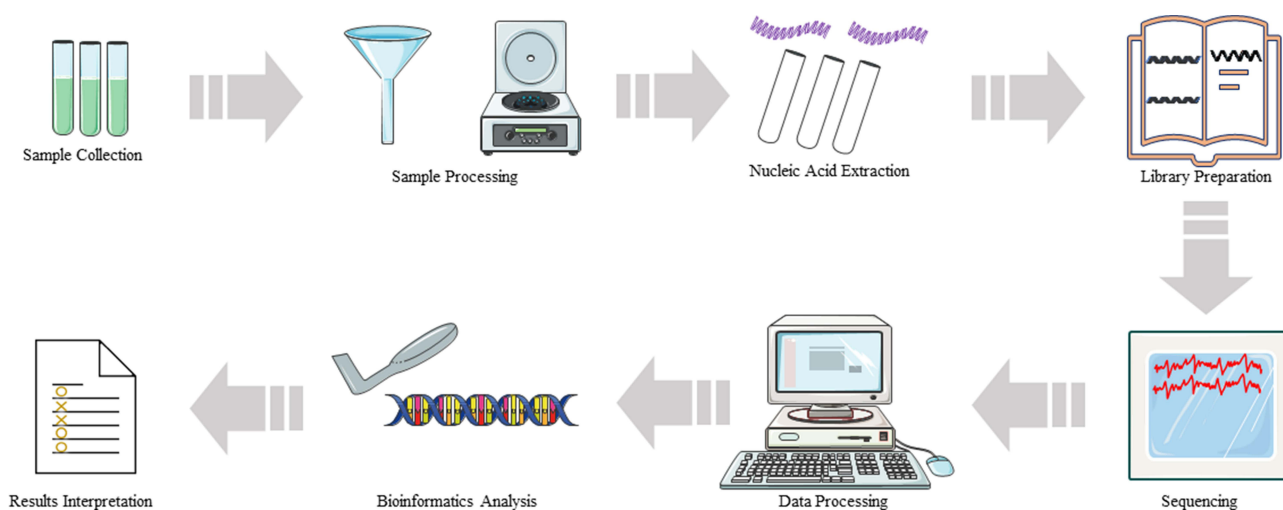 Sample Collection
Sample Processing
Nucleic Acid Extraction
Library Preparation
Sequencing
Data Processing
Bioinformatics Analysis
Results Interpretation